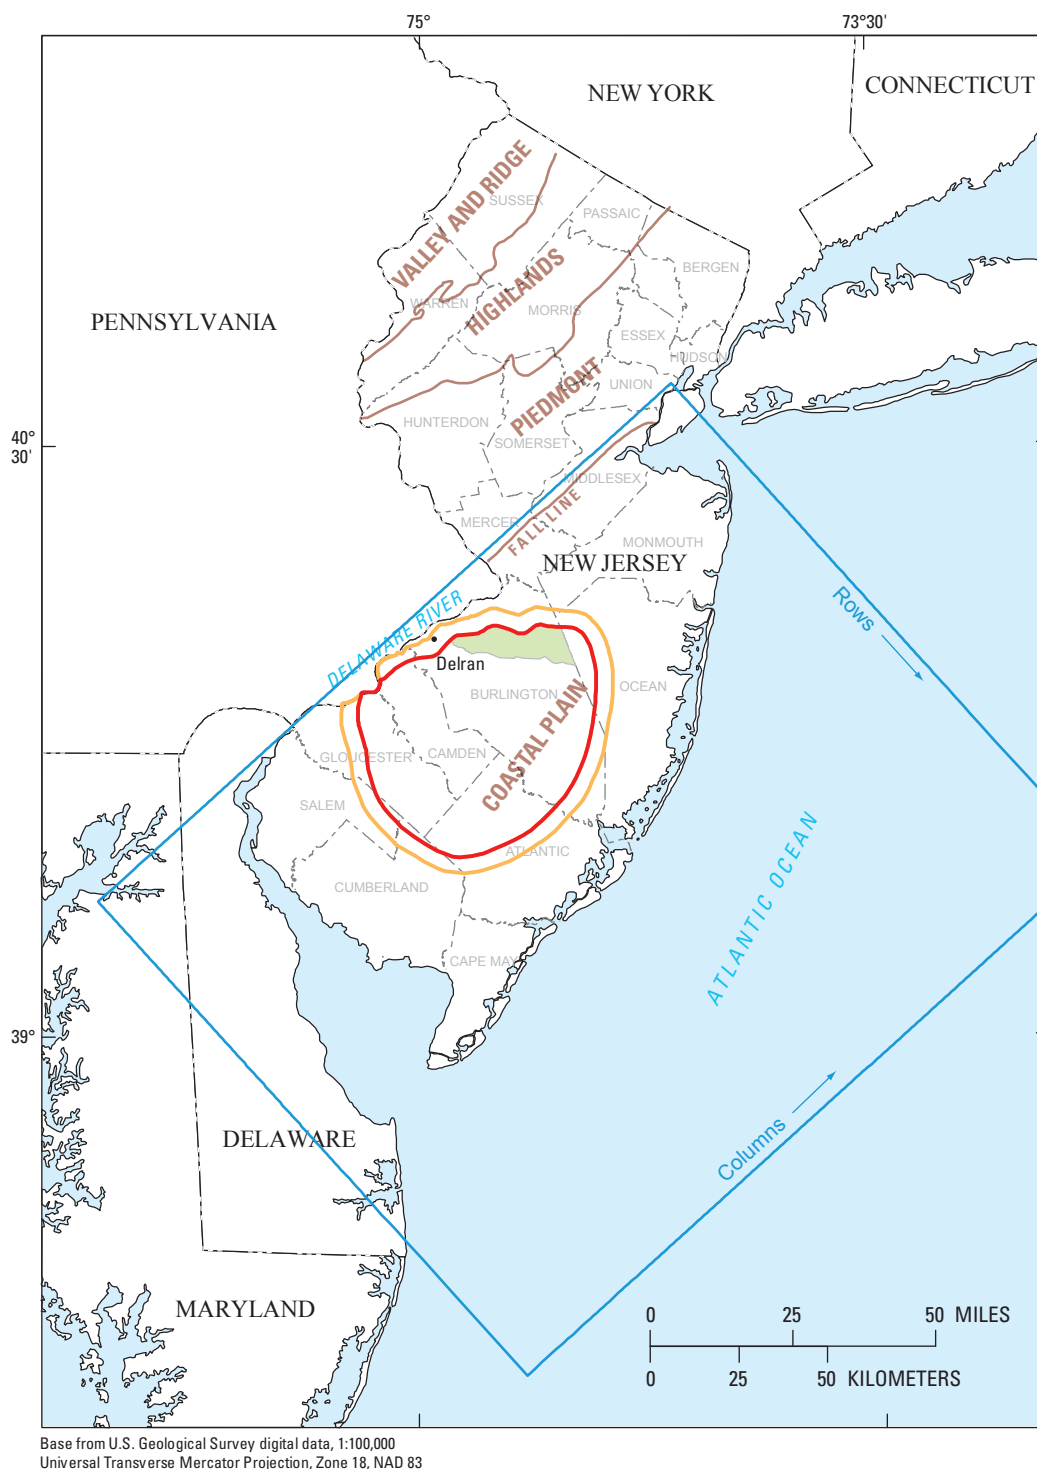 75°
73°30'
NEW YORK
CONNECTICUT
VALLEY AND RIDGE
SUSSEX
PASSAIC
BERGEN
HIGHLANDS
WARREN
MORRIS
PENNSYLVANIA
ESSEX
HUDSON
PIEDMONT
UNION
HUNTERDON
SOMERSET
40°
30'
MIDDLESEX
MERCER
FALL LINE
MONMOUTH
NEW JERSEY
Rows
DELAWARE RIVER
Delran
BURLINGTON
OCEAN
COASTAL PLAIN
GLOUCESTER
CAMDEN
SALEM
ATLANTIC
CUMBERLAND
ATLANTIC OCEAN
CAPE MAY
39°
DELAWARE
Columns
MARYLAND
0 25 50 MILES
0 25 50 KILOMETERS
Base from U.S. Geological Survey digital data, 1:100,000
Universal Transverse Mercator Projection, Zone 18, NAD 83